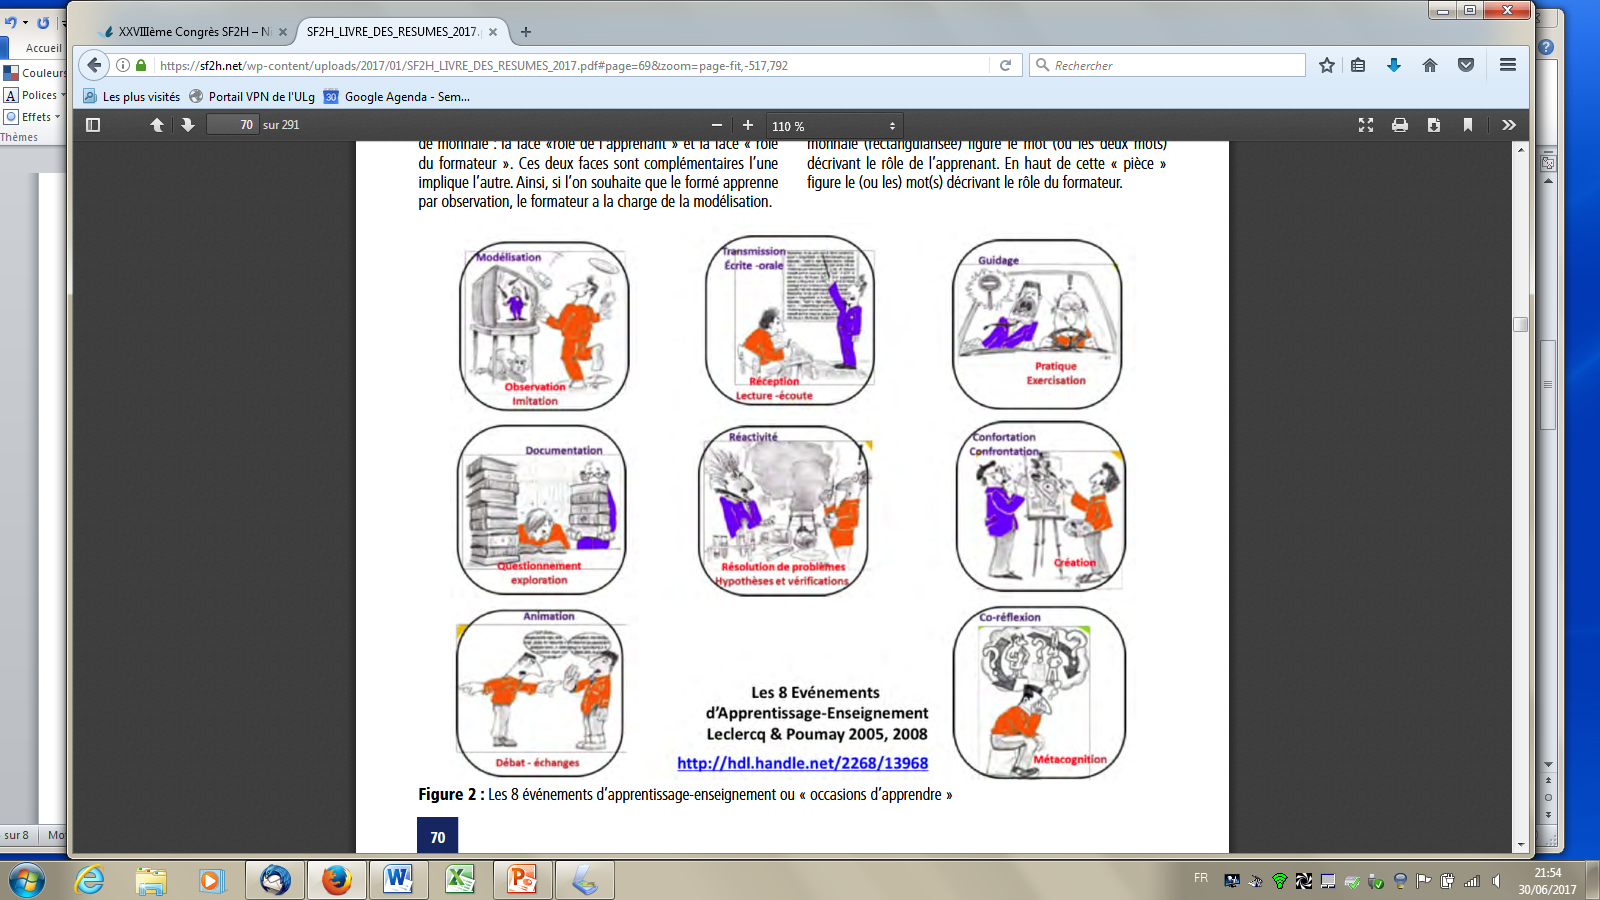 XXVIIIème Congrès SF2H – Ni
SF2H_LIVRE_DES_RESUMES_2017.
Accueil
https://sf2h.net/wp-content/uploads/2017/01/SF2H_LIVRE_DES_RESUMES_2017.pdf#page=69&zoom=page-fit,-517,792
Rechercher
Couleurs
Polices
Effets
Thèmes
Les plus visités
Portail VPN de l'ULg
Google Agenda - Sem...
70 sur 291
110 %
de monnaie : la face «rôle de l'apprenant » et la face « rôle
du formateur ». Ces deux faces sont complémentaires l'une
implique l'autre. Ainsi, si l'on souhaite que le formé apprenne
par observation, le formateur a la charge de la modélisation.
monnaie (rectangularisée) figure le mot (ou les deux mots)
décrivant le rôle de l'apprenant. En haut de cette « pièce »
figure le (ou les) mot(s) décrivant le rôle du formateur.
Modélisation
Observation
Imitation
Transmission
Écrite -orale
Réception
Lecture -écoute
Guidage
Pratique
Exercisation
Documentation
Questionnement
exploration
Réactivité
!
Résolution de problèmes
Hypothèses et vérifications
Confortation
Confrontation
Création
Animation
Débat - échanges
Les 8 Evénements
d'Apprentissage-Enseignement
Leclercq & Poumay 2005, 2008
http://hdl.handle.net/2268/13968
Co-réflexion
Métacognition
Figure 2 : Les 8 événements d'apprentissage-enseignement ou « occasions d'apprendre »
70
sur 8
Mo
FR
21:54
30/06/2017